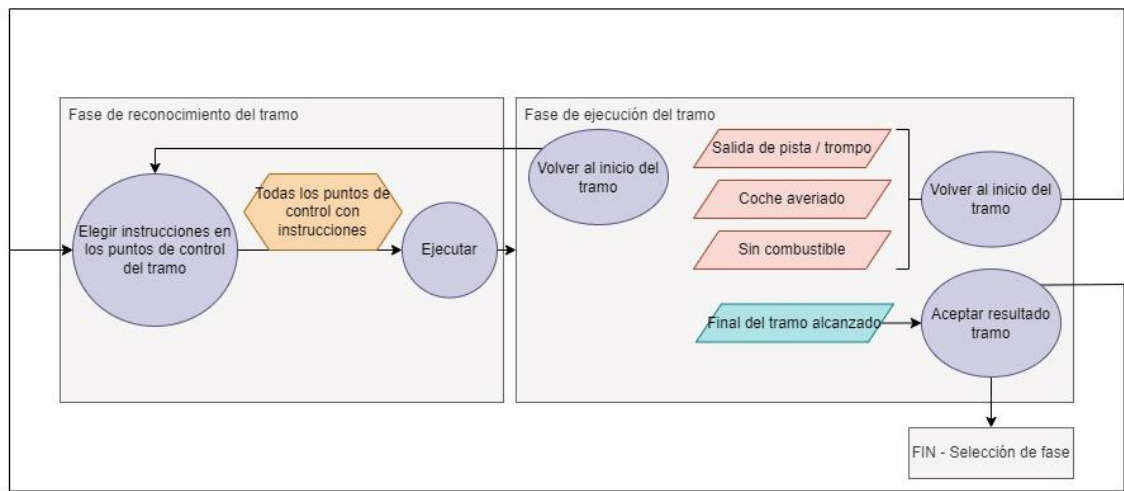 Fase de reconocimiento del tramo
Elegir instrucciones en
los puntos de control
del tramo
Todas los puntos de
control con
instrucciones
Ejecutar
Fase de ejecución del tramo
Volver al inicio del
tramo
Salida de pista / trompo
Coche averiado
Sin combustible
Volver al inicio del
tramo
Final del tramo alcanzado
Aceptar resultado
tramo
FIN - Selección de fase